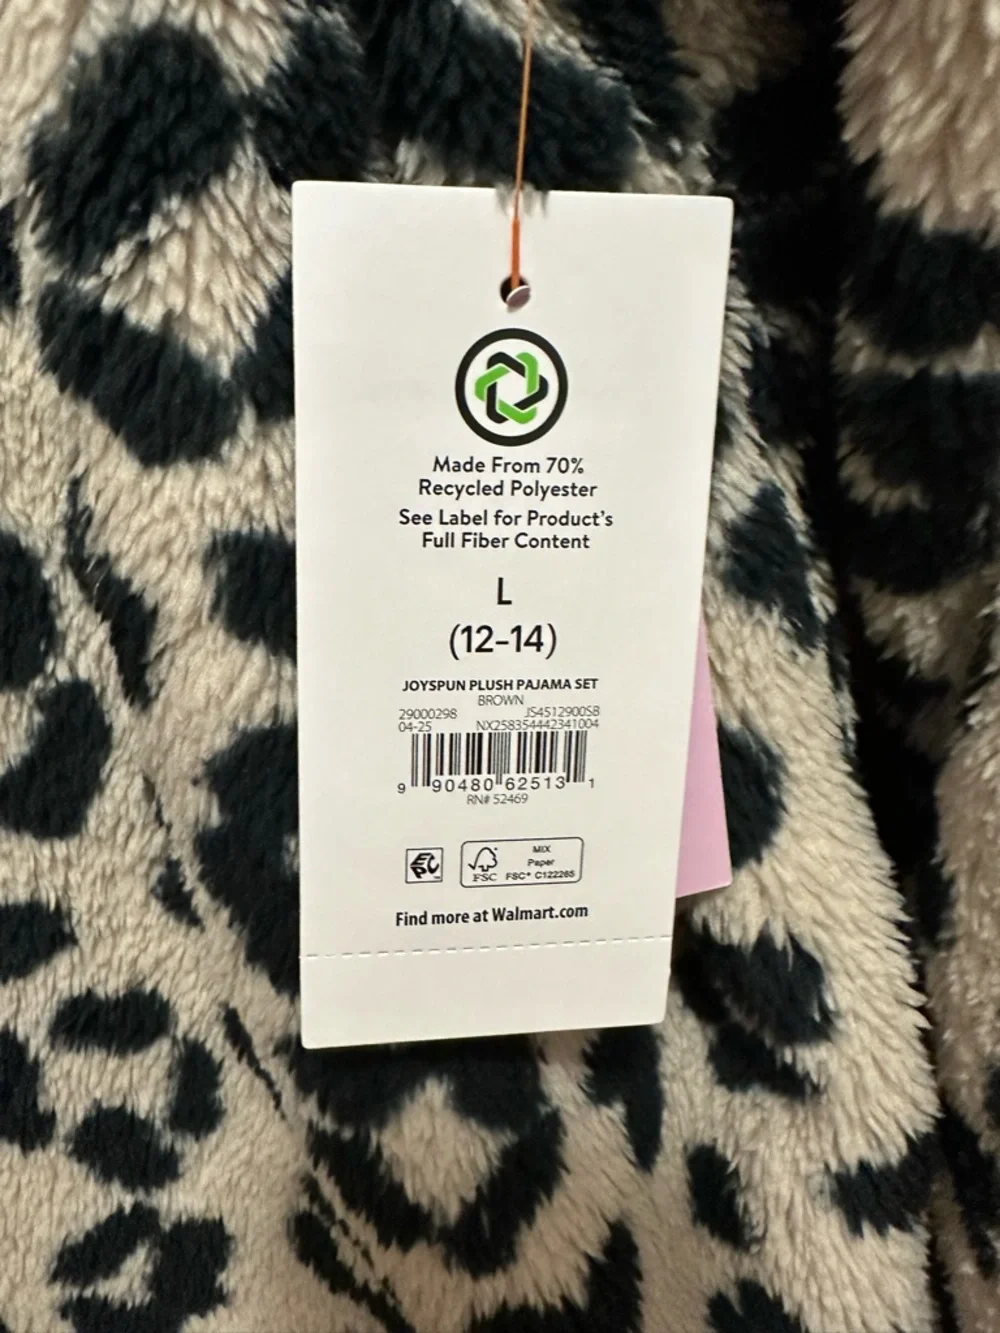 Made From 70%
Recycled Polyester
See Label for Product's
Full Fiber Content
L
(12-14)
JOYSPUN PLUSH PAJAMA SET
BROWN
29000298 JS4512900SB
04-25 NX258354442341004
9 90480 62513 1
RN# 52469
EPC
FSC
MIX
Paper
FSC® C122265
Find more at Walmart.com